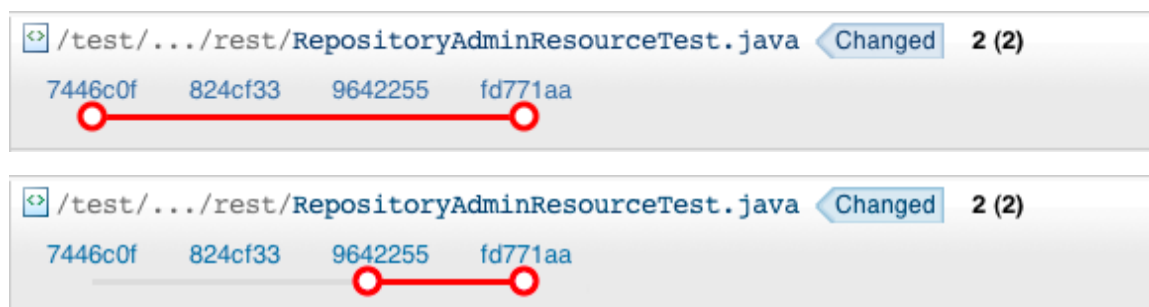 /test/.../rest/RepositoryAdminResourceTest.java Changed 2 (2)
7446c0f 824cf33 9642255 fd771aa
/test/.../rest/RepositoryAdminResourceTest.java Changed 2 (2)
7446c0f 824cf33 9642255 fd771aa